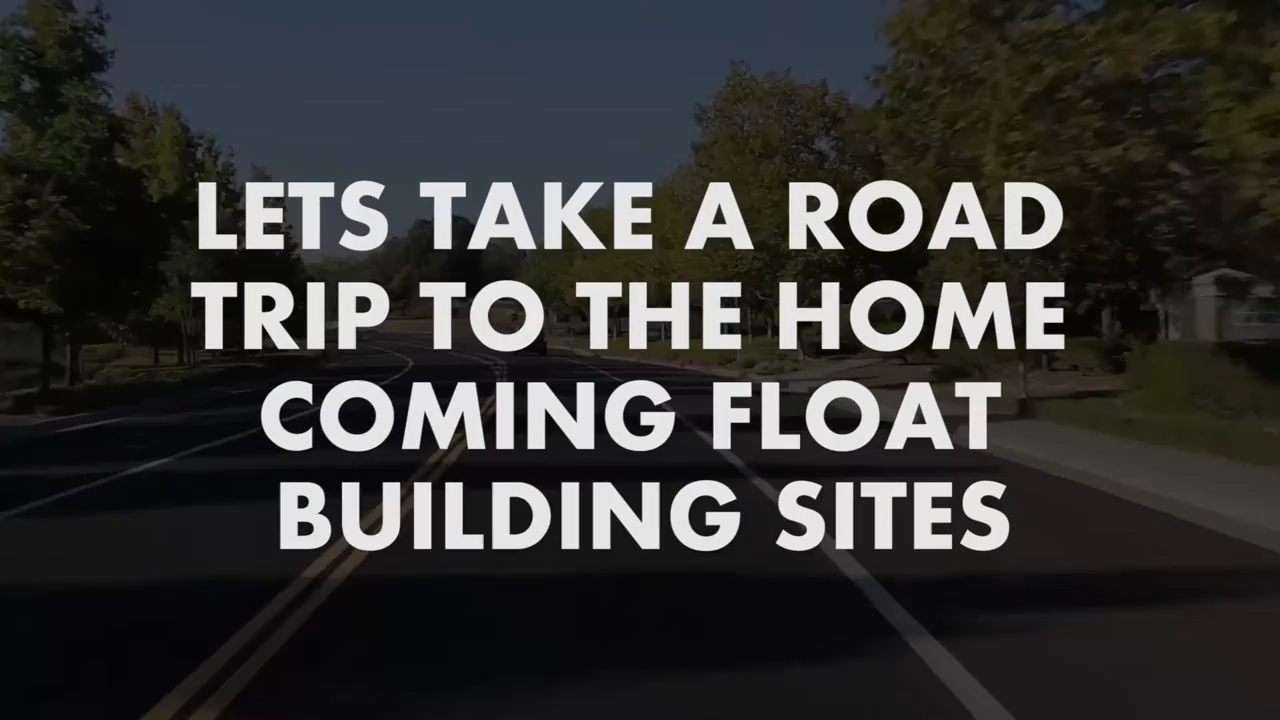 LETS TAKE A ROAD
TRIP TO THE HOME
COMING FLOAT
BUILDING SITES